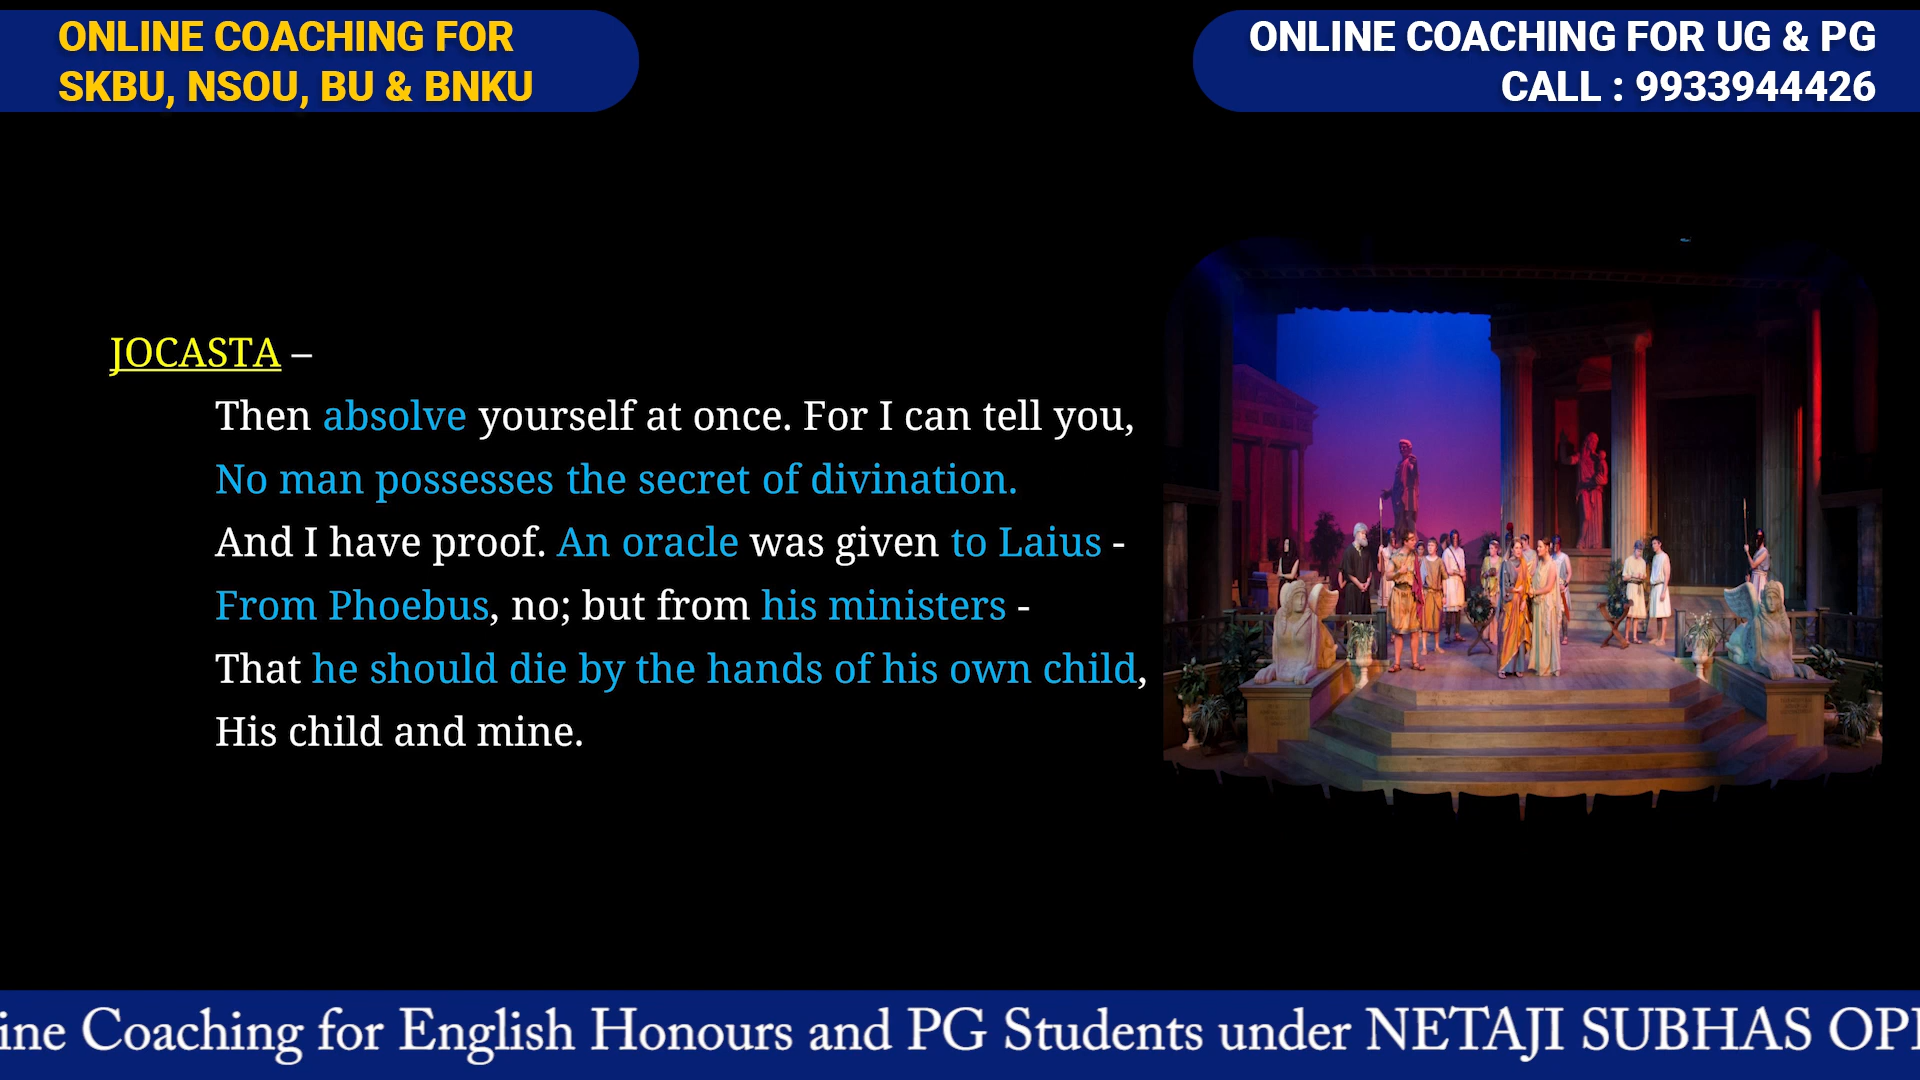 ONLINE COACHING FOR
SKBU, NSOU, BU & BNKU
ONLINE COACHING FOR UG & PG
CALL : 9933944426
JOCASTA –
Then absolve yourself at once. For I can tell you,
No man possesses the secret of divination.
And I have proof. An oracle was given to Laius -
From Phoebus, no; but from his ministers -
That he should die by the hands of his own child,
His child and mine.
ine Coaching for English Honours and PG Students under NETAJI SUBHAS OPE